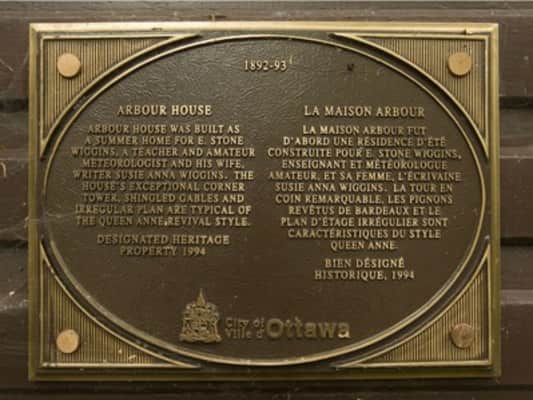 1892-93
ARBOUR HOUSE
ARBOUR HOUSE WAS BUILT AS
A SUMMER HOME FOR E. STONE
WIGGINS, A TEACHER AND AMATEUR
METEOROLOGIST AND HIS WIFE,
WRITER SUSIE ANNA WIGGINS. THE
HOUSE'S EXCEPTIONAL CORNER
TOWER, SHINGLED GABLES AND
IRREGULAR PLAN ARE TYPICAL OF
THE QUEEN ANNE REVIVAL STYLE.
DESIGNATED HERITAGE
PROPERTY 1994
LA MAISON ARBOUR
LA MAISON ARBOUR FUT
D'ABORD UNE RÉSIDENCE D'ÉTÉ
CONSTRUITE POUR E. STONE WIGGINS,
ENSEIGNANT ET MÉTÉOROLOGUE
AMATEUR, ET SA FEMME, L'ÉCRIVAINE
SUSIE ANNA WIGGINS. LA TOUR EN
COIN REMARQUABLE, LES PIGNONS
REVÊTUS DE BARDEAUX ET LE
PLAN D'ÉTAGE IRRÉGULIER SONT
CARACTÉRISTIQUES DU STYLE
QUEEN ANNE.
BIEN DÉSIGNÉ
HISTORIQUE, 1994
City of
Ville d'Ottawa